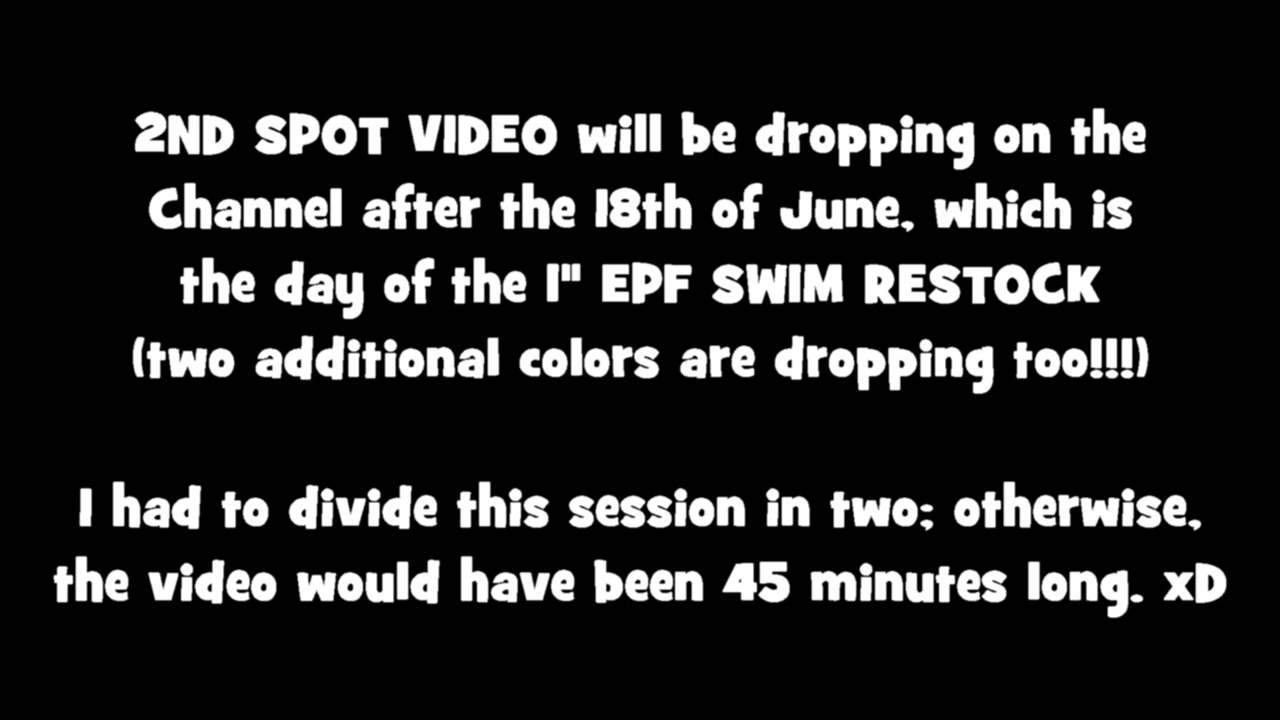 2ND SPOT VIDEO will be dropping on the
Channel after the 18th of June, which is
the day of the 1" EPF SWIM RESTOCK
(two additional colors are dropping too!!!)
I had to divide this session in two; otherwise,
the video would have been 45 minutes long. xD